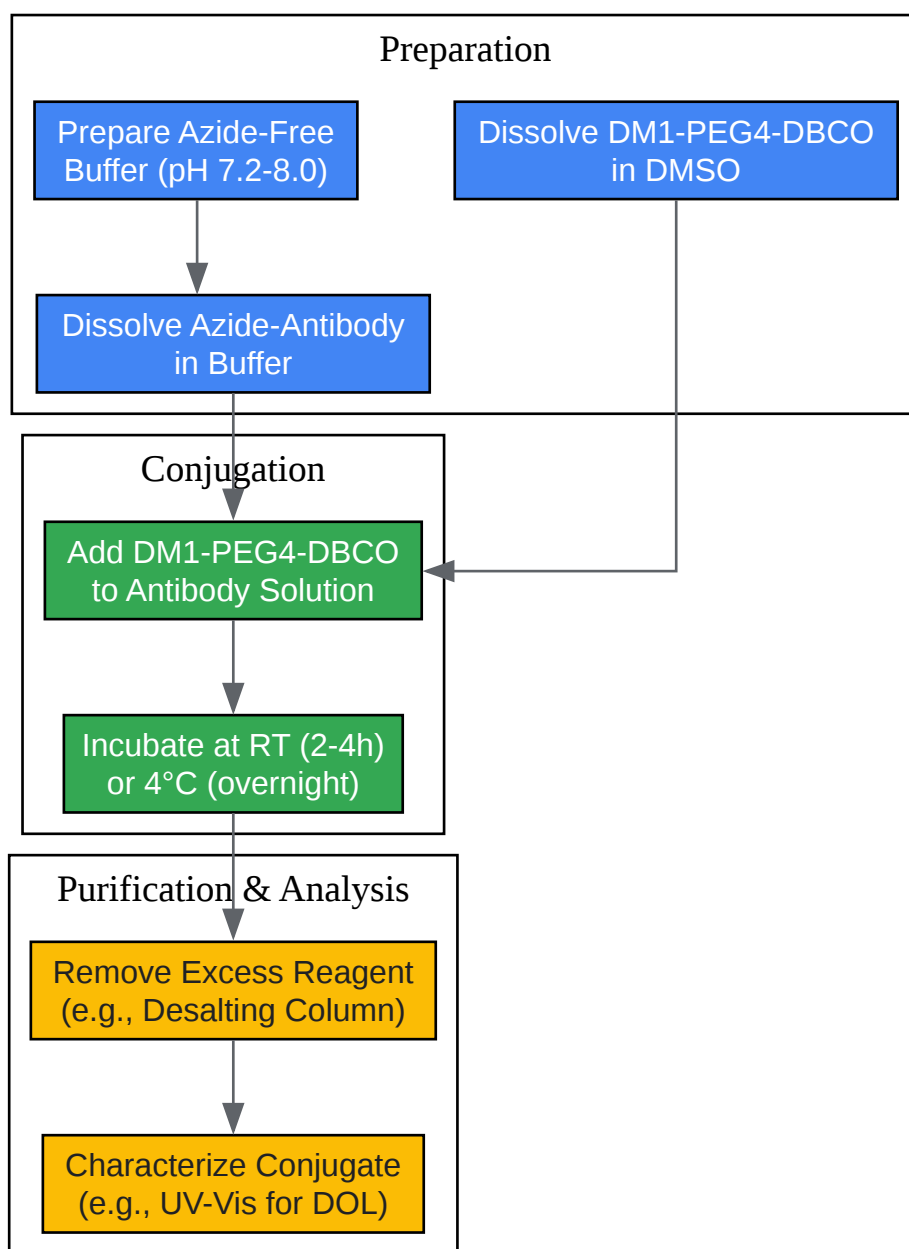 Preparation
Prepare Azide-Free
Buffer (pH 7.2-8.0)
Dissolve DM1-PEG4-DBCO
in DMSO
Dissolve Azide-Antibody
in Buffer
Conjugation
Add DM1-PEG4-DBCO
to Antibody Solution
Incubate at RT (2-4h)
or 4°C (overnight)
Purification & Analysis
Remove Excess Reagent
(e.g., Desalting Column)
Characterize Conjugate
(e.g., UV-Vis for DOL)